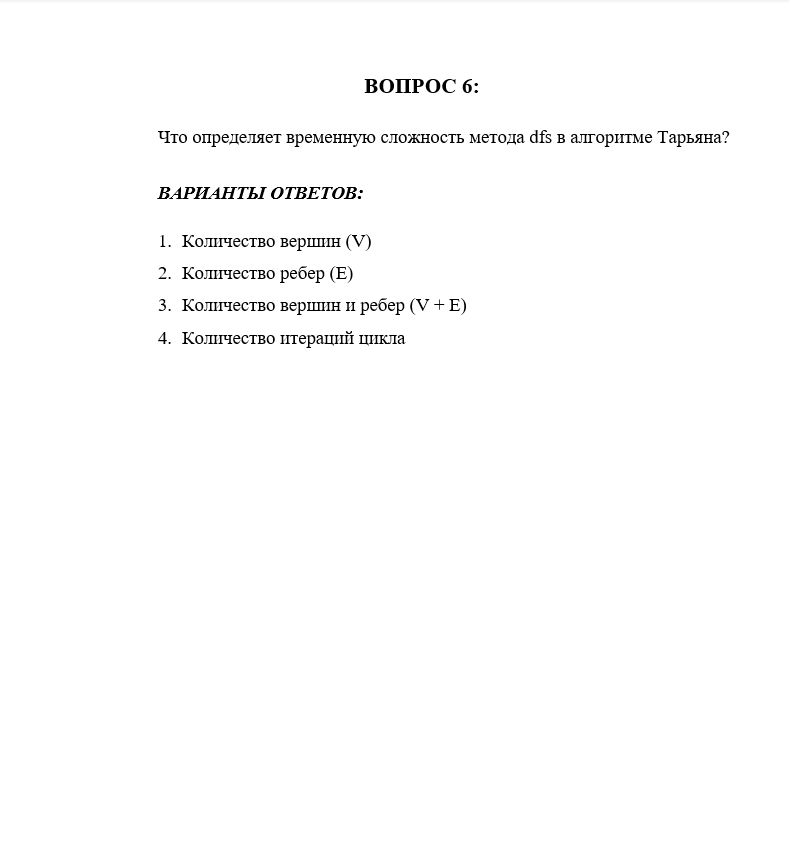 ВОПРОС 6:
Что определяет временную сложность метода dfs в алгоритме Тарьяна?
ВАРИАНТЫ ОТВЕТОВ:
1. Количество вершин (V)
2. Количество ребер (E)
3. Количество вершин и ребер (V + E)
4. Количество итераций цикла